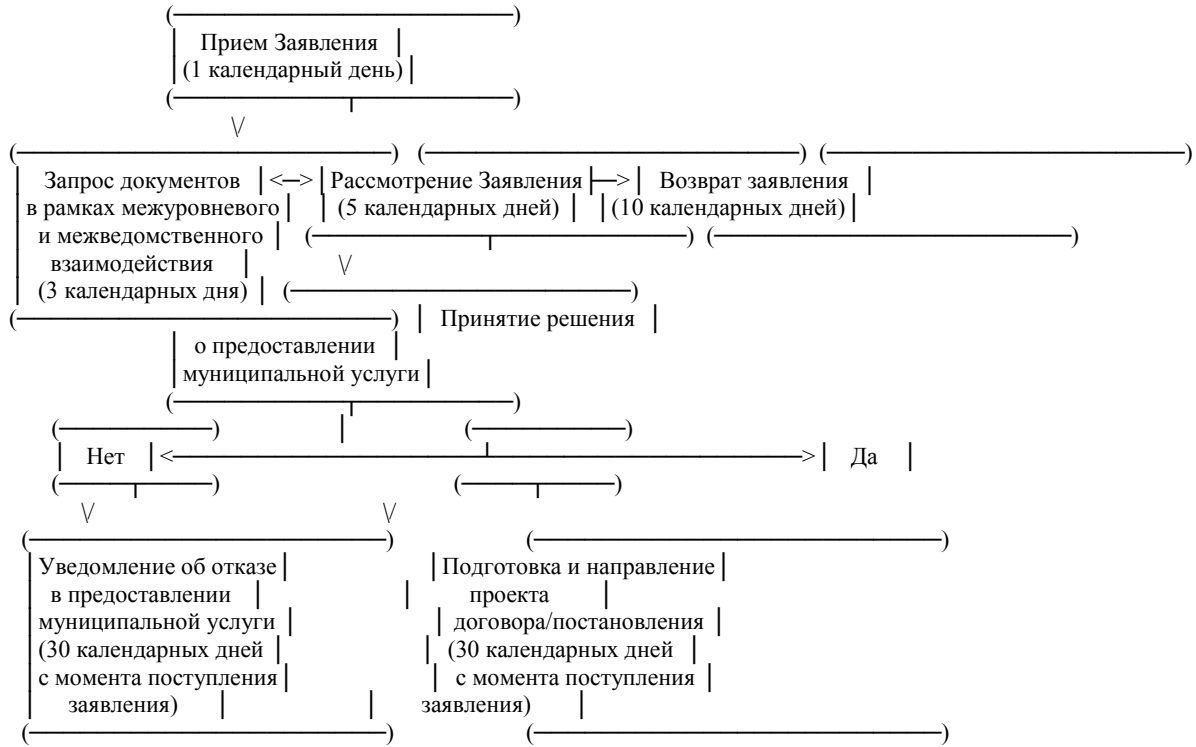 Прием Заявления
(1 календарный день)
Запрос документов <─> Рассмотрение Заявления ├─> Возврат заявления
в рамках межуровневого (5 календарных дней) (10 календарных дней)
и межведомственного
взаимодействия
(3 календарных дня)
Принятие решения
о предоставлении
муниципальной услуги
Нет Да
Уведомление об отказе Подготовка и направление
в предоставлении проекта
муниципальной услуги договора/постановления
(30 календарных дней (30 календарных дней
с момента поступления с момента поступления
заявления) заявления)